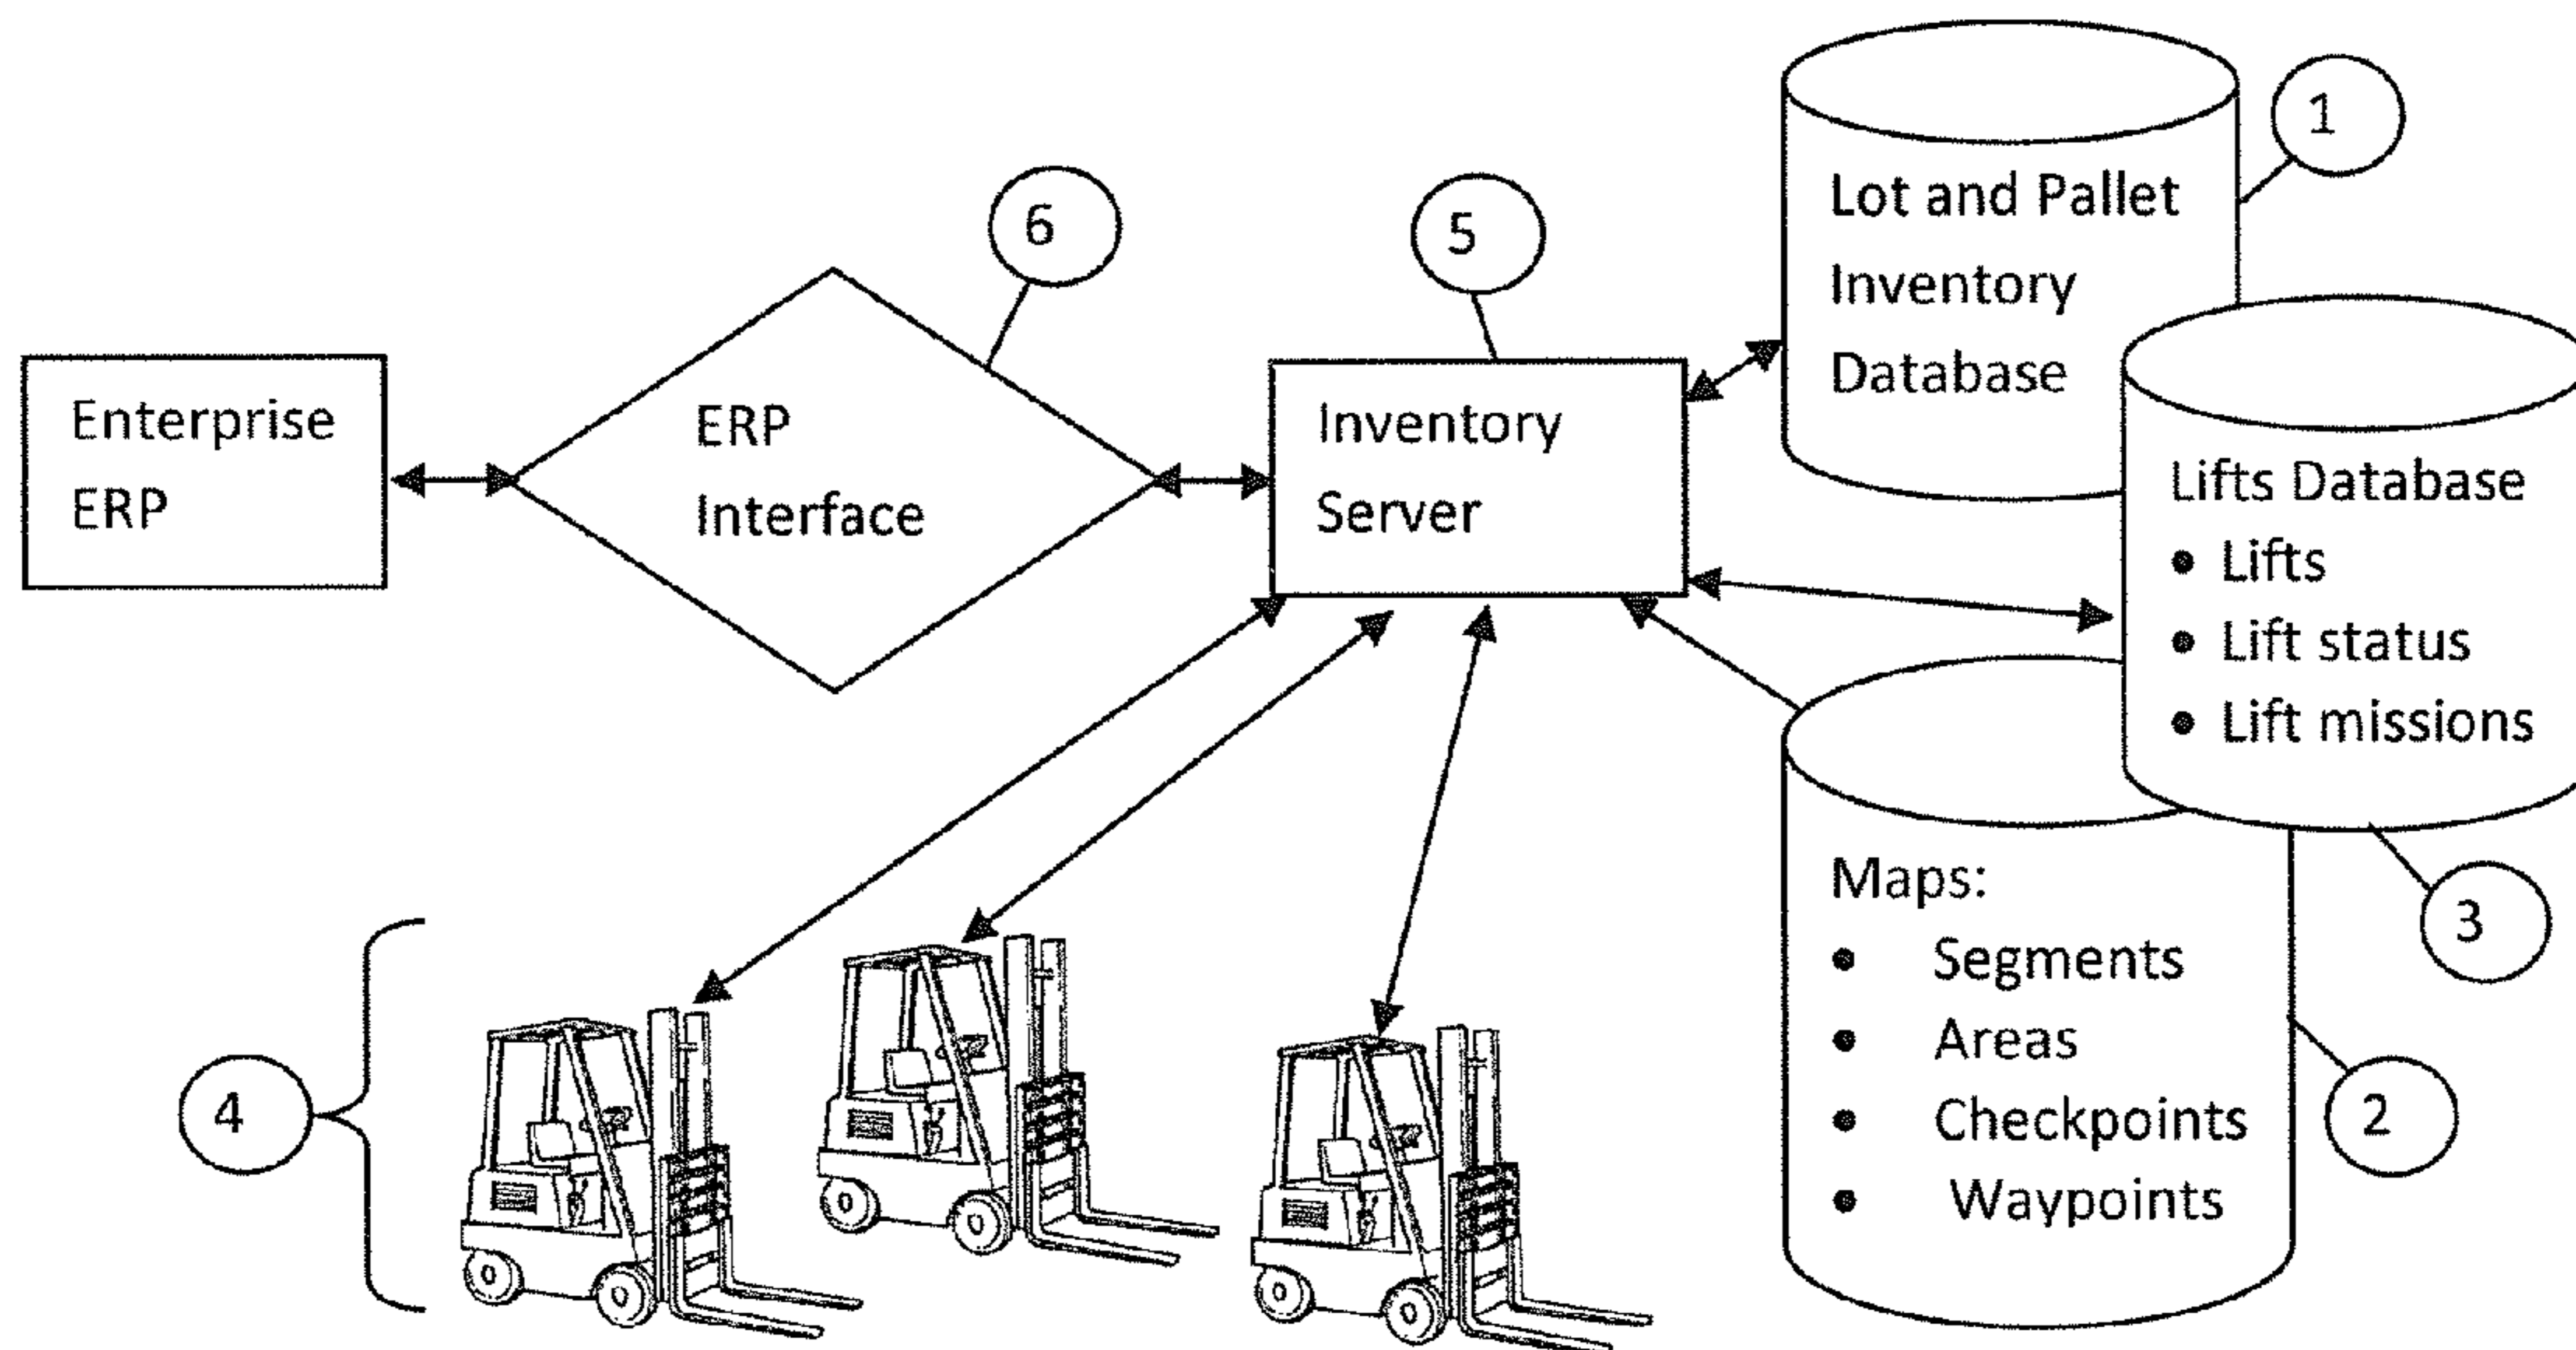 1
Lot and Pallet
Inventory
Database
6
5
Enterprise
ERP
ERP
Interface
Inventory
Server
Lifts Database
• Lifts
• Lift status
• Lift missions
3
Maps:
• Segments
• Areas
• Checkpoints
• Waypoints
2
4